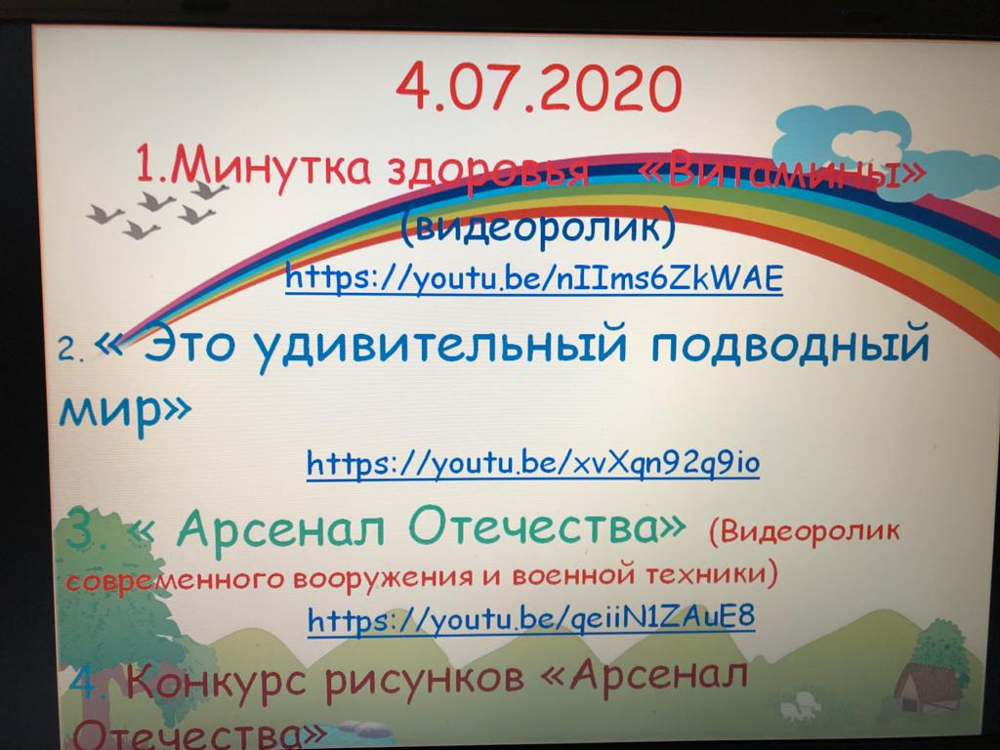 4.07.2020
1.Минутка здоровья «Витамины»
(видеоролик)
https://youtu.be/nIIms6ZkWAE
2. « Это удивительный подводный
мир»
https://youtu.be/xvXqn92q9io
3. « Арсенал Отечества» (Видеоролик
современного вооружения и военной техники)
https://youtu.be/qeiiN1ZAuE8
4. Конкурс рисунков «Арсенал
Отечества»